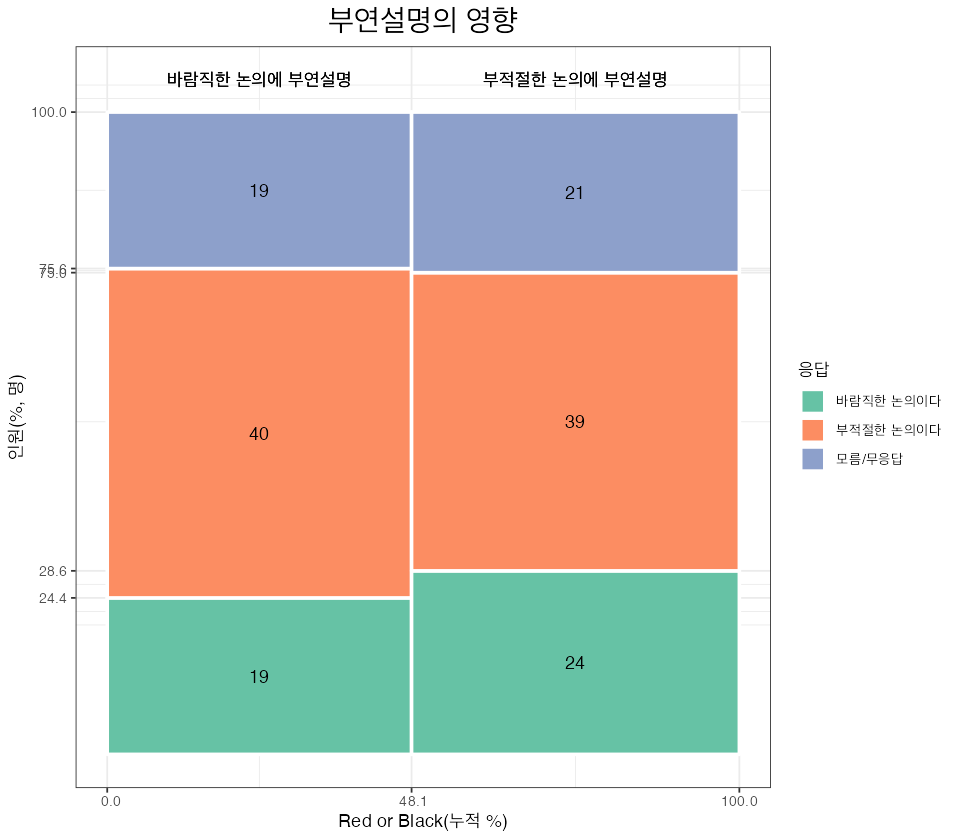 부연설명의 영향
바람직한 논의에 부연설명
부적절한 논의에 부연설명
100.0
75.6
75.0
28.6
24.4
인원(%, 명)
19
21
40
39
19
24
0.0
48.1
100.0
Red or Black(누적 %)
응답
바람직한 논의이다
부적절한 논의이다
모름/무응답